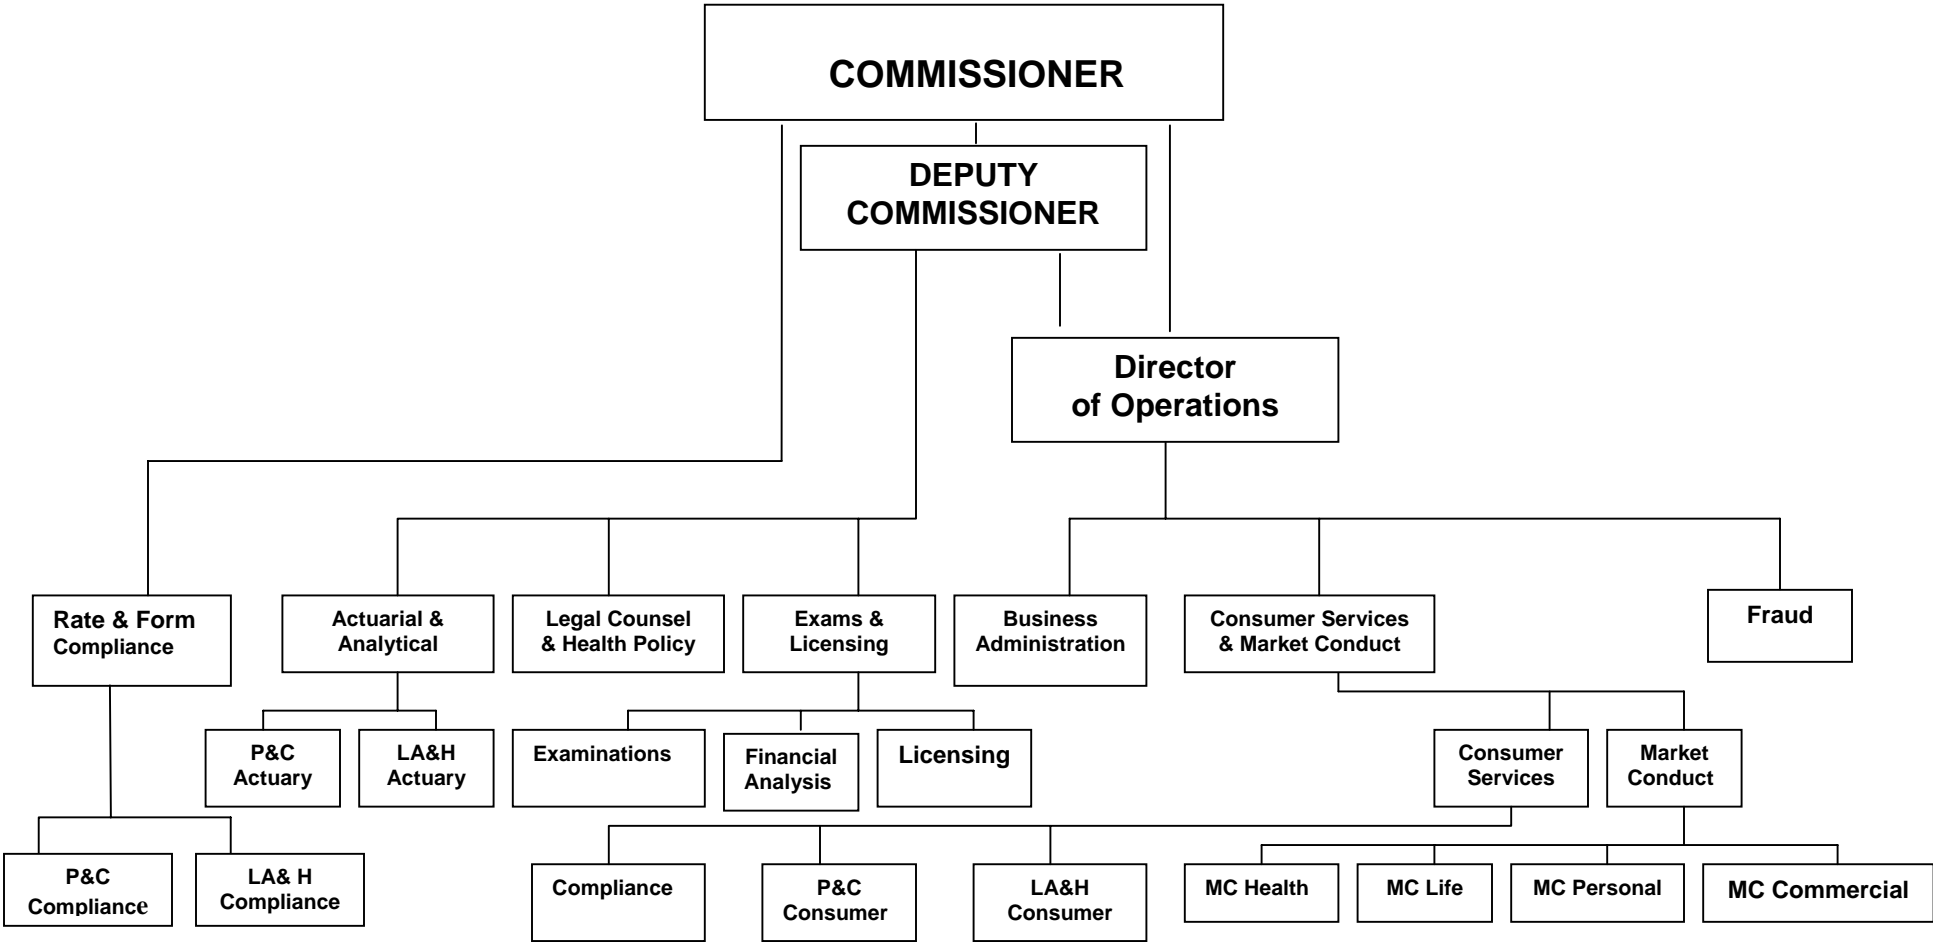 COMMISSIONER
DEPUTY
COMMISSIONER
Director
of Operations
Rate & Form
Compliance
Actuarial &
Analytical
Legal Counsel
& Health Policy
Exams &
Licensing
Business
Administration
Consumer Services
& Market Conduct
Fraud
P&C
Actuary
LA&H
Actuary
Examinations
Financial
Analysis
Licensing
Consumer
Services
Market
Conduct
P&C
Compliance
LA& H
Compliance
Compliance
P&C
Consumer
LA&H
Consumer
MC Health
MC Life
MC Personal
MC Commercial